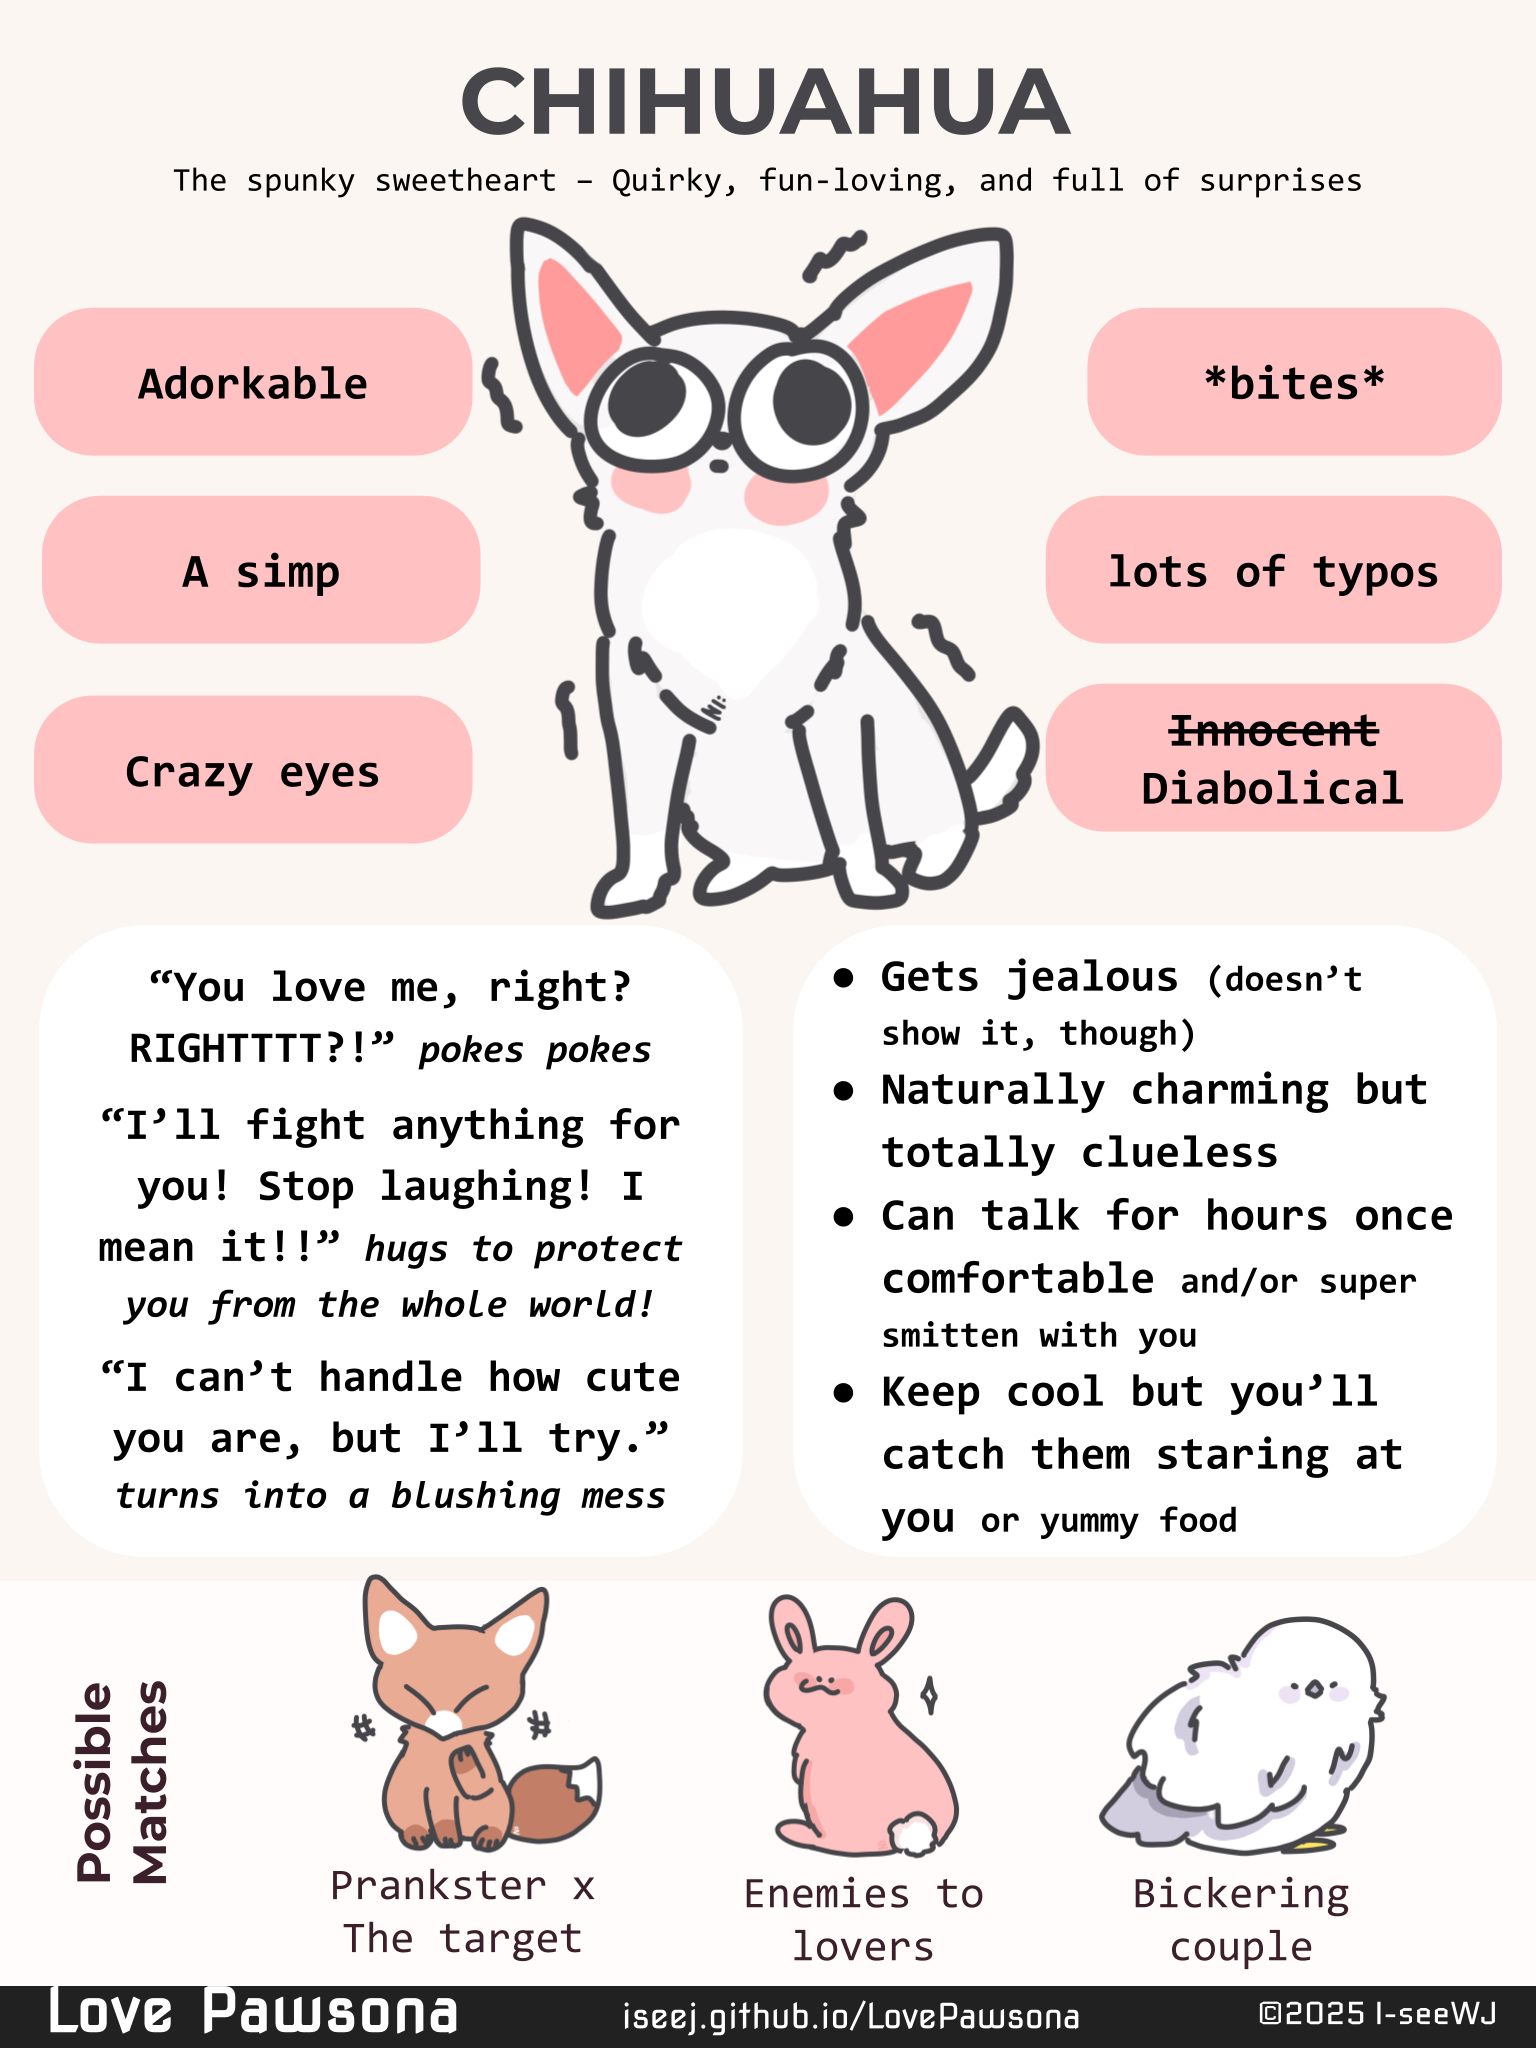 CHIHUAHUA
The spunky sweetheart – Quirky, fun-loving, and full of surprises
Adorkable
*bites*
A simp
lots of typos
Crazy eyes
Innocent
Diabolical
“You love me, right?
RIGHTTTT?!” pokes pokes
“I’ll fight anything for
you! Stop laughing! I
mean it!!” hugs to protect
you from the whole world!
“I can’t handle how cute
you are, but I’ll try.”
turns into a blushing mess
● Gets jealous (doesn’t
show it, though)
● Naturally charming but
totally clueless
● Can talk for hours once
comfortable and/or super
smitten with you
● Keep cool but you’ll
catch them staring at
you or yummy food
Possible
Matches
Prankster x
The target
Enemies to
lovers
Bickering
couple
Love Pawsona
iseej.github.io/LovePawsona
©2025 I-seeWJ